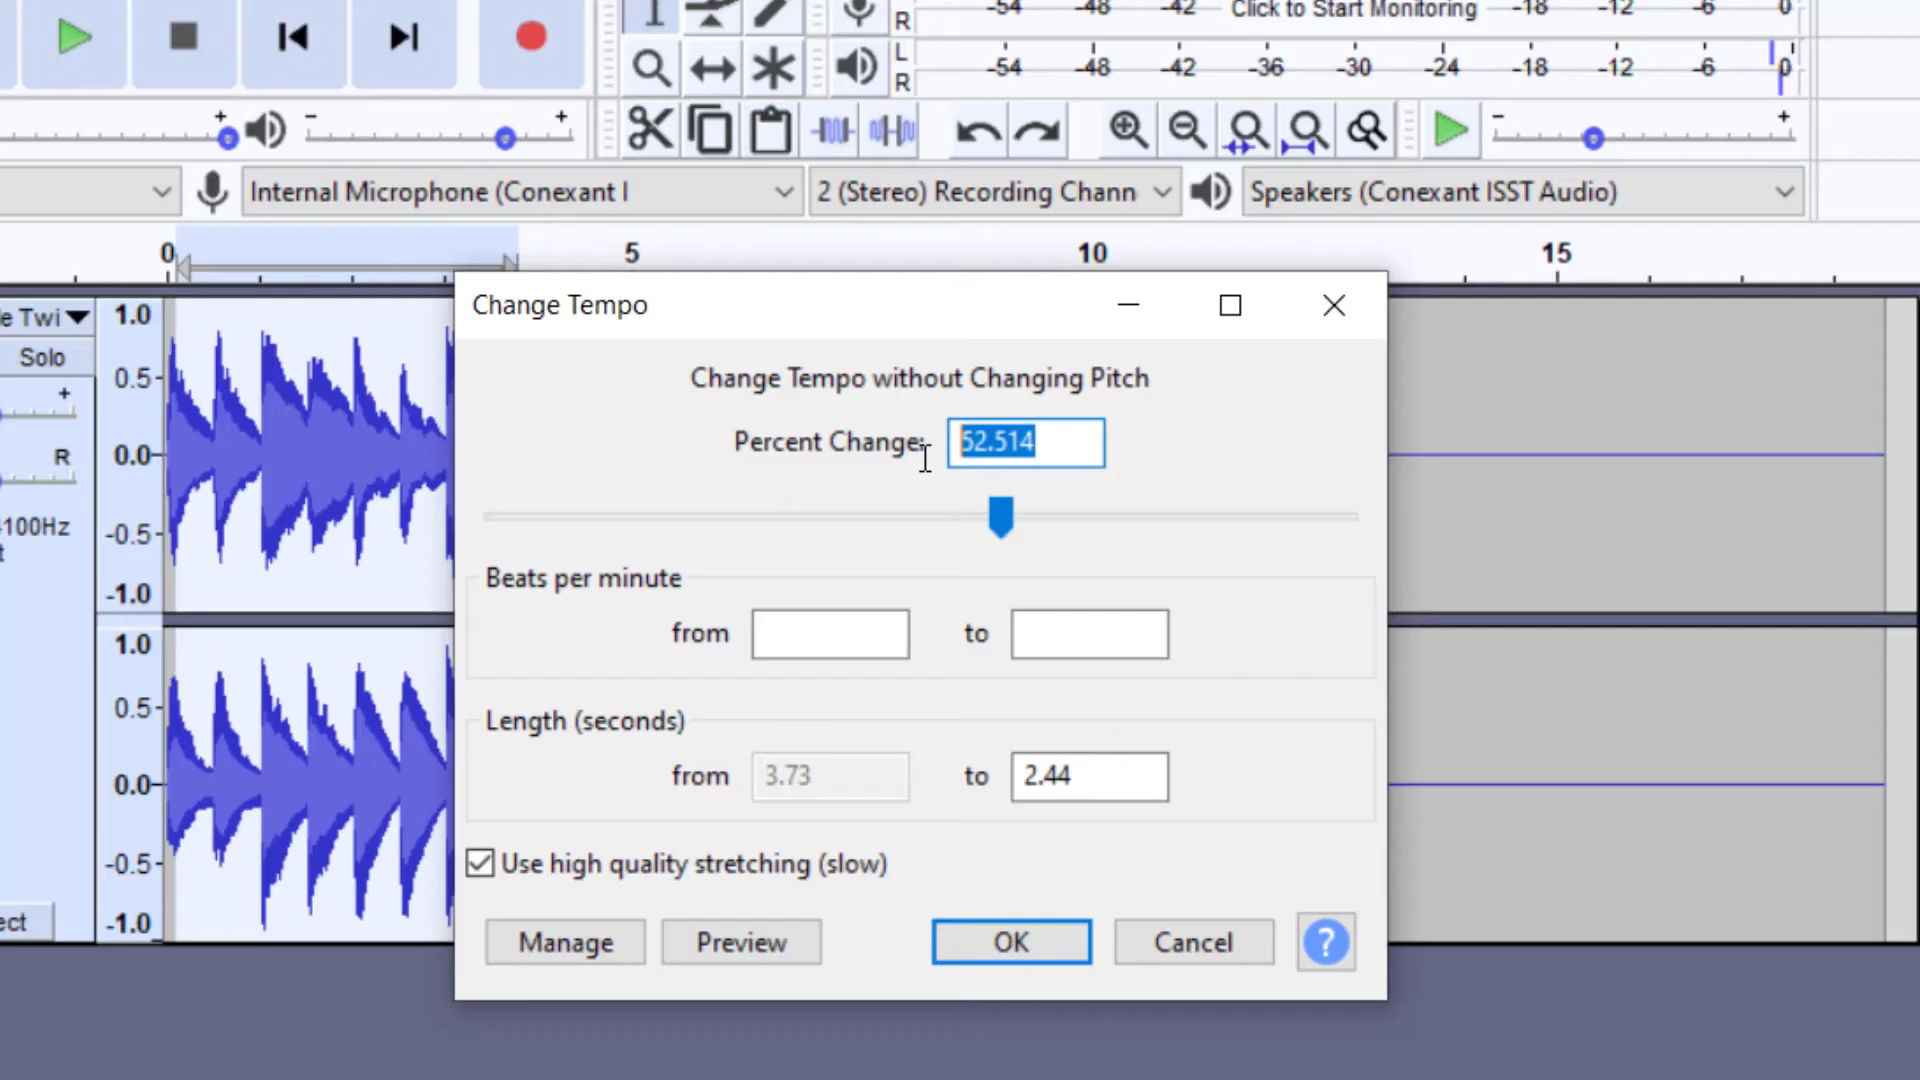 R -54 -48 -42 Click to Start Monitoring -18 -12 -6 0
L
R -54 -48 -42 -36 -30 -24 -18 -12 -6 0
+ - + - +
Internal Microphone (Conexant I 2 (Stereo) Recording Chann Speakers (Conexant ISST Audio)
0 5 10 15
Change Tempo
e Twi 1.0
Solo
0.5
+
R 0.0
100Hz
t -0.5
-1.0
1.0
0.5
0.0
-0.5
ect -1.0
Change Tempo without Changing Pitch
Percent Change: 52.514
Beats per minute
from to
Length (seconds)
from 3.73 to 2.44
Use high quality stretching (slow)
Manage Preview OK Cancel ?